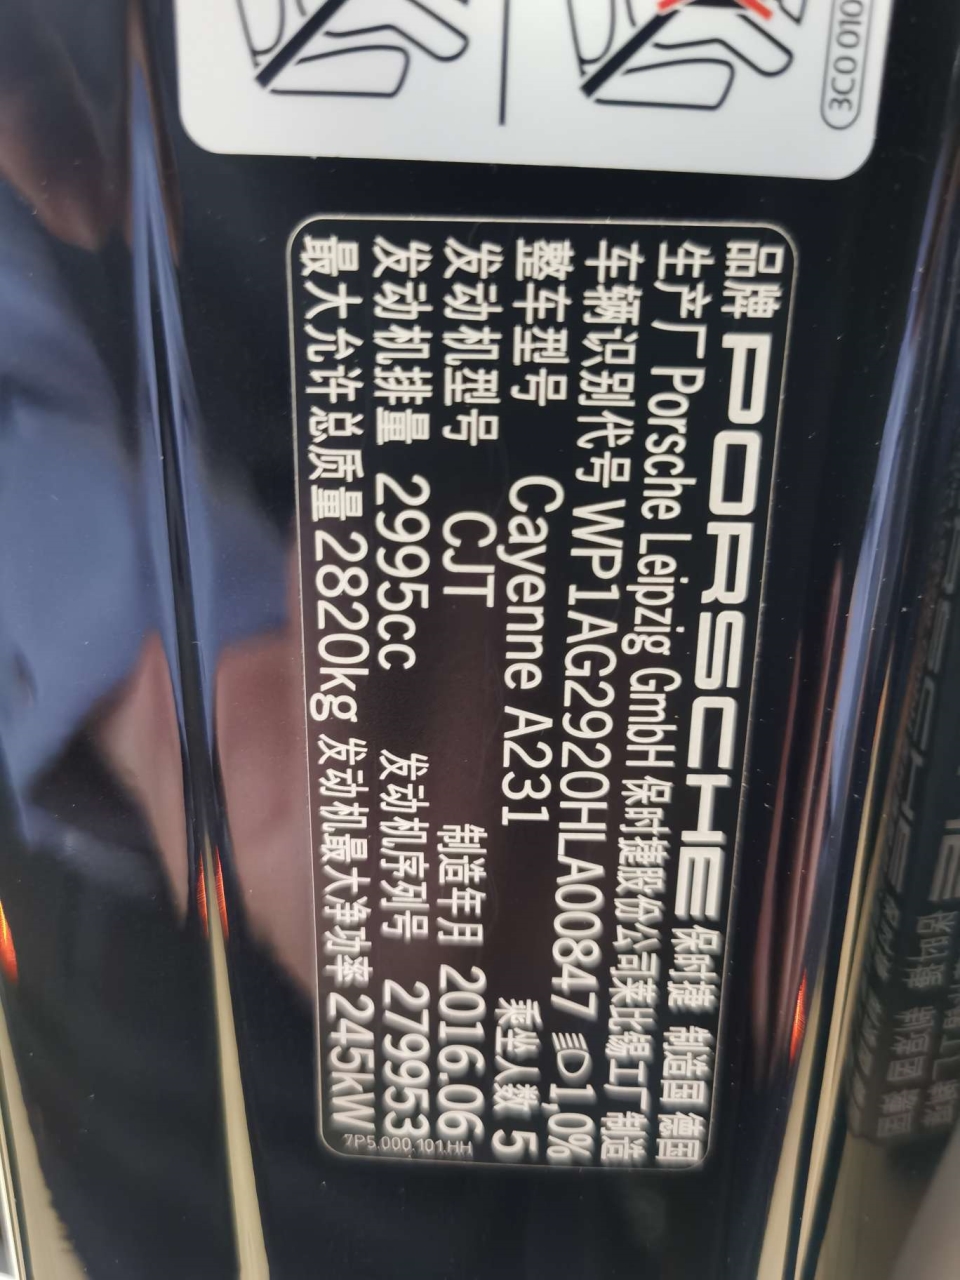 3C0 010
品牌 PORSCHE 保时捷 制造国 德国
生产厂 Porsche Leipzig GmbH 保时捷股份公司莱比锡工厂制造
车辆识别代号 WP1AG2920HLA00847 1,0%
整车型号 Cayenne A231 乘坐人数 5
发动机型号 CJT 制造年月 2016.06
发动机排量 2995cc 发动机序列号 279953
最大允许总质量 2820kg 发动机最大净功率 245kW
7P5.000.101.HH